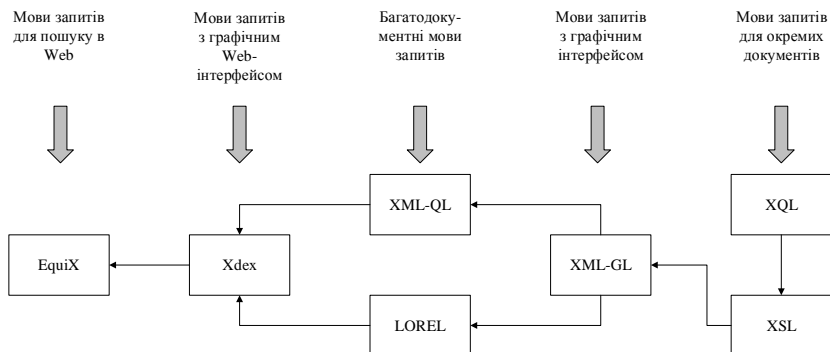 Мови запитів
для пошуку в
Web
Мови запитів
з графічним
Web-
інтерфейсом
Багатодоку-
ментні мови
запитів
Мови запитів
з графічним
інтерфейсом
Мови запитів
для окремих
документів
XML-QL
XQL
EquiX
Xdex
XML-GL
LOREL
XSL